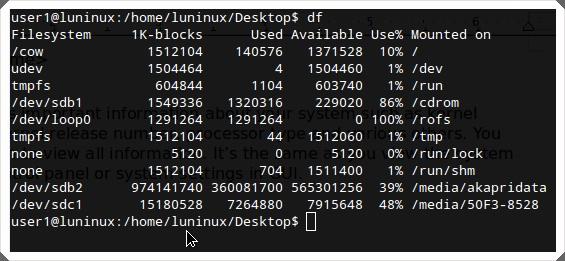 user1@luninux:/home/luninux/Desktop$ df
Filesystem 1K-blocks Used Available Use% Mounted on
/cow 1512104 140576 1371528 10% /
udev 1504464 4 1504460 1% /dev
tmpfs 604844 1104 603740 1% /run
/dev/sdb1 1549336 1320316 229020 86% /cdrom
/dev/loop0 1291264 1291264 0 100% /rofs
tmpfs 1512104 44 1512060 1% /tmp
none 5120 0 5120 0% /run/lock
none 1512104 704 1511400 1% /run/shm
/dev/sdb2 974141740 360081700 565301256 39% /media/akapridata
/dev/sdc1 15180528 7264880 7915648 48% /media/50F3-8528
user1@luninux:/home/luninux/Desktop$